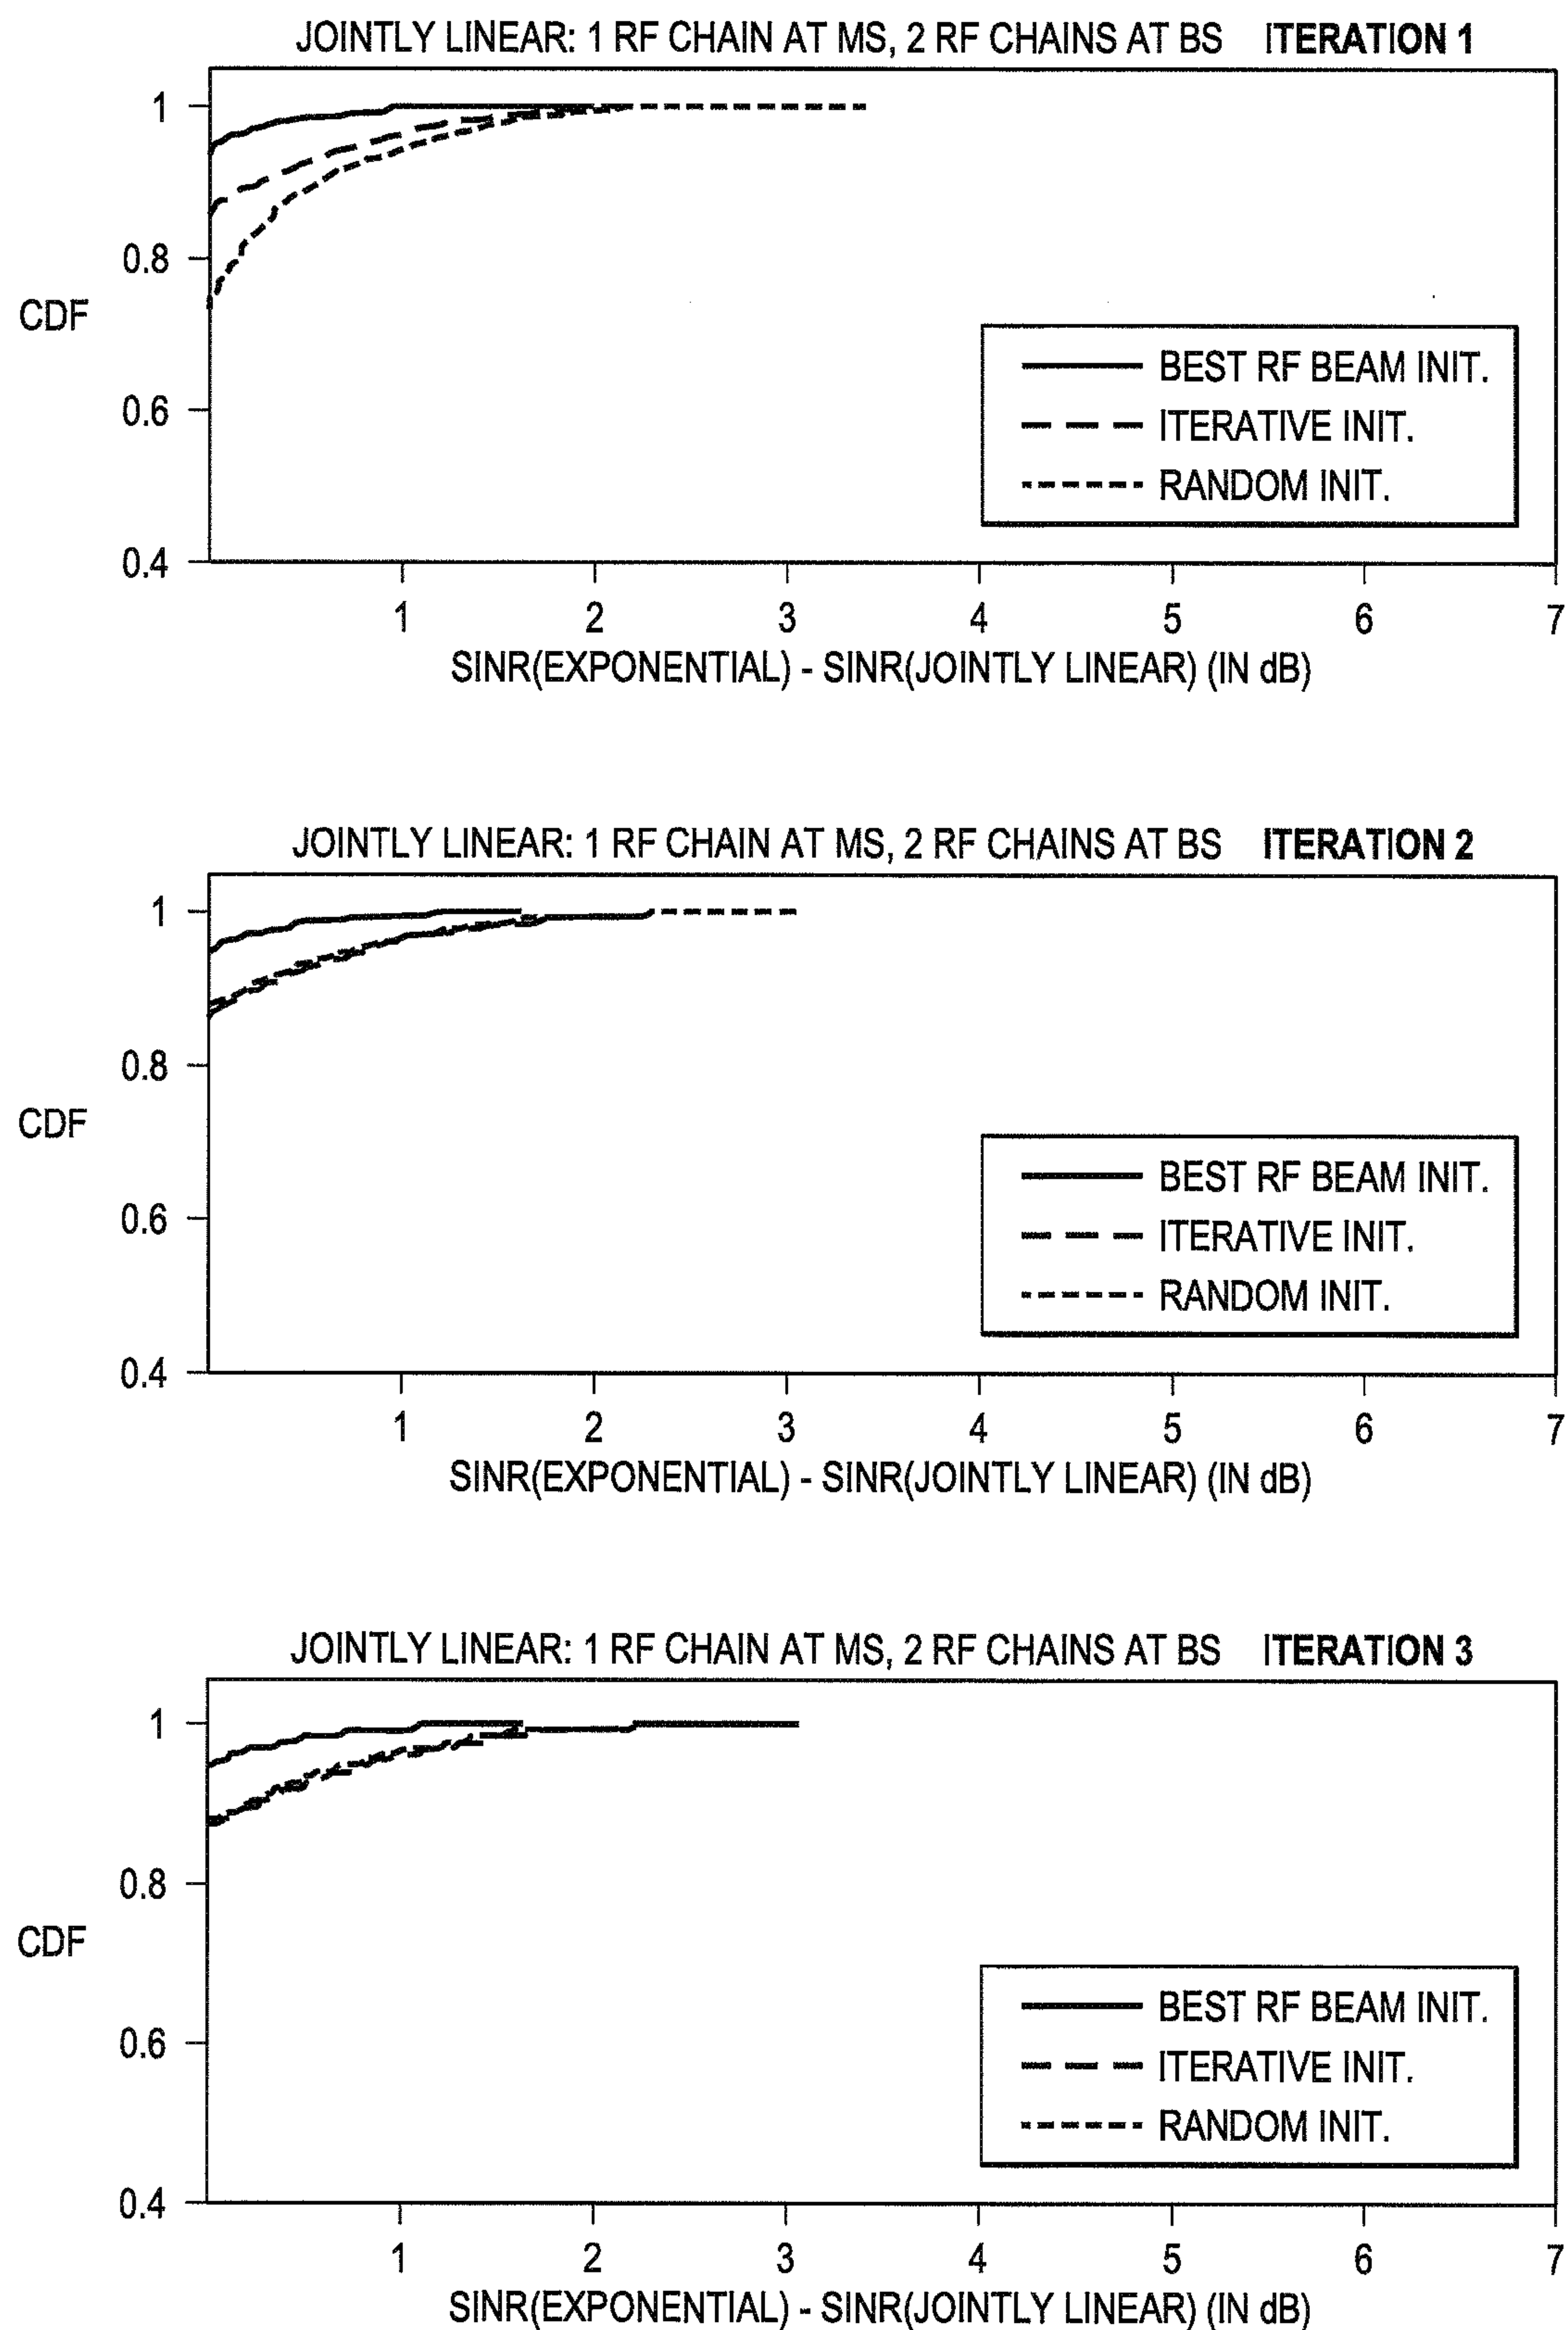 JOINTLY LINEAR: 1 RF CHAIN AT MS, 2 RF CHAINS AT BS ITERATION 1
1
0.8
CDF
0.6
0.4
BEST RF BEAM INIT.
ITERATIVE INIT.
RANDOM INIT.
1 2 3 4 5 6 7
SINR(EXPONENTIAL) - SINR(JOINTLY LINEAR) (IN dB)
JOINTLY LINEAR: 1 RF CHAIN AT MS, 2 RF CHAINS AT BS ITERATION 2
1
0.8
CDF
0.6
0.4
BEST RF BEAM INIT.
ITERATIVE INIT.
RANDOM INIT.
1 2 3 4 5 6 7
SINR(EXPONENTIAL) - SINR(JOINTLY LINEAR) (IN dB)
JOINTLY LINEAR: 1 RF CHAIN AT MS, 2 RF CHAINS AT BS ITERATION 3
1
0.8
CDF
0.6
0.4
BEST RF BEAM INIT.
ITERATIVE INIT.
RANDOM INIT.
1 2 3 4 5 6 7
SINR(EXPONENTIAL) - SINR(JOINTLY LINEAR) (IN dB)